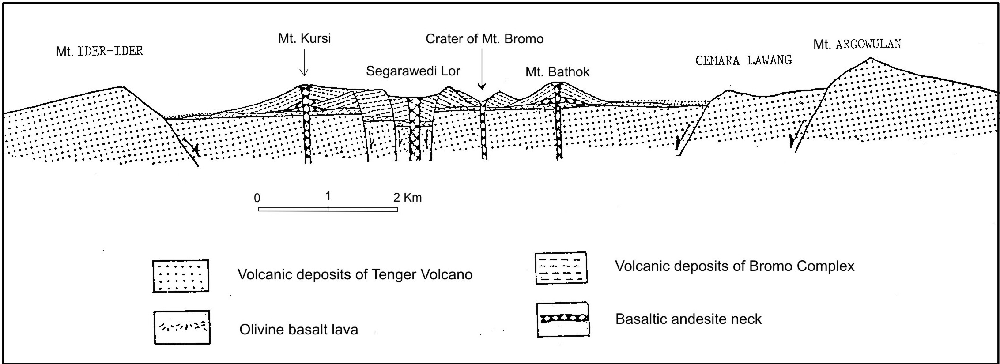 Mt. Kursi
Crater of Mt. Bromo
Mt. IDER-IDER
Mt. ARGOWULAN
CEMARA LAWANG
Segarawedi Lor
Mt. Bathok
0
1
2 Km
Volcanic deposits of Tenger Volcano
Volcanic deposits of Bromo Complex
Olivine basalt lava
Basaltic andesite neck